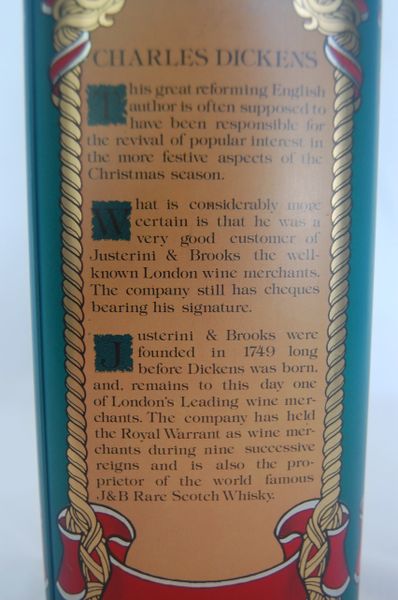 CHARLES DICKENS
This great reforming English
author is often supposed to
have been responsible for
the revival of popular interest in
the more festive aspects of the
Christmas season.
What is considerably more
certain is that he was a
very good customer of
Justerini & Brooks the well-
known London wine merchants.
The company still has cheques
bearing his signature.
Justerini & Brooks were
founded in 1749 long
before Dickens was born.
and, remains to this day one
of London's Leading wine mer-
chants. The company has held
the Royal Warrant as wine mer-
chants during nine successive
reigns and is also the pro-
prietor of the world famous
J&B Rare Scotch Whisky.